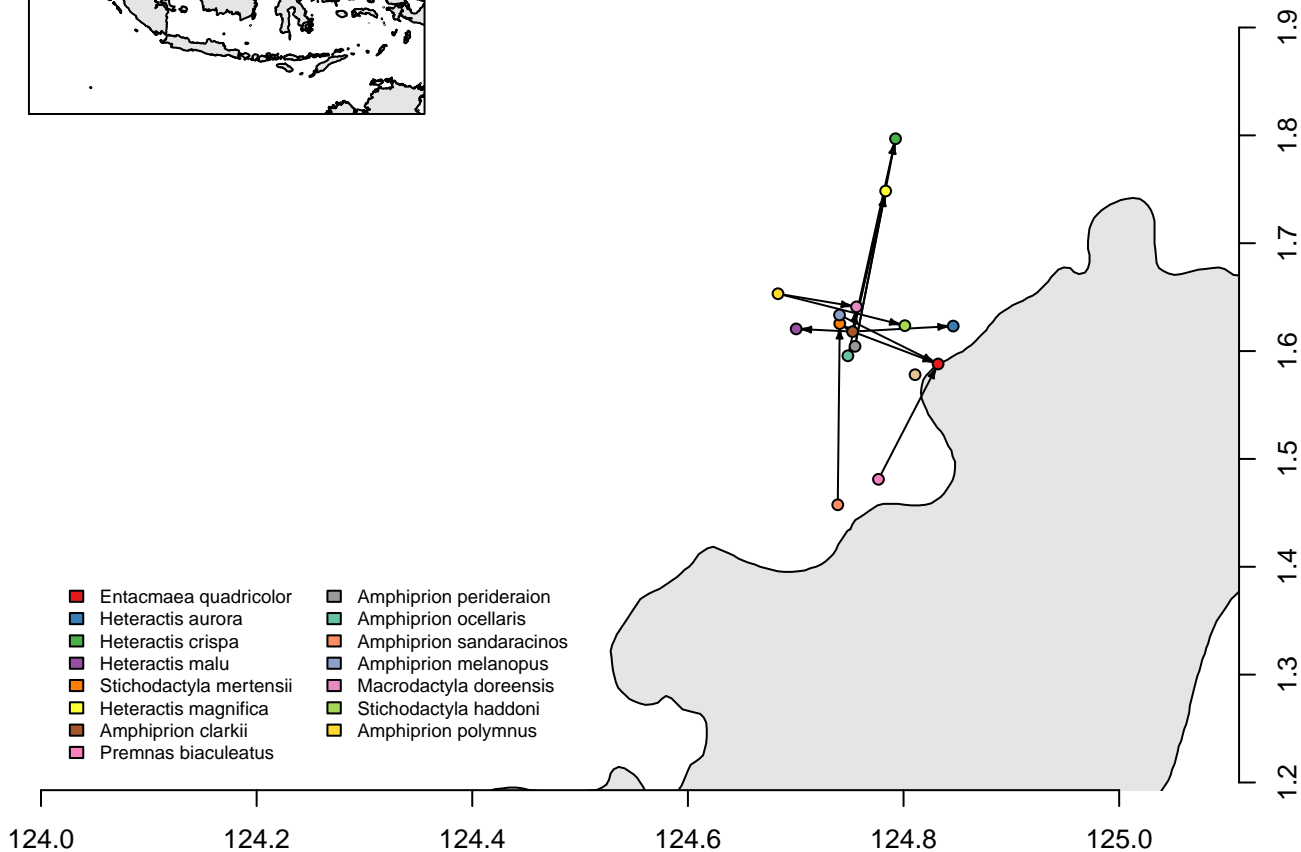 1.9
1.8
1.7
1.6
1.5
1.4
1.3
1.2
Entacmaea quadricolor
Heteractis aurora
Heteractis crispa
Heteractis malu
Stichodactyla mertensii
Heteractis magnifica
Amphiprion clarkii
Premnas biaculeatus
Amphiprion perideraion
Amphiprion ocellaris
Amphiprion sandaracinos
Amphiprion melanopus
Macrodactyla doreensis
Stichodactyla haddoni
Amphiprion polymnus
124.0 124.2 124.4 124.6 124.8 125.0